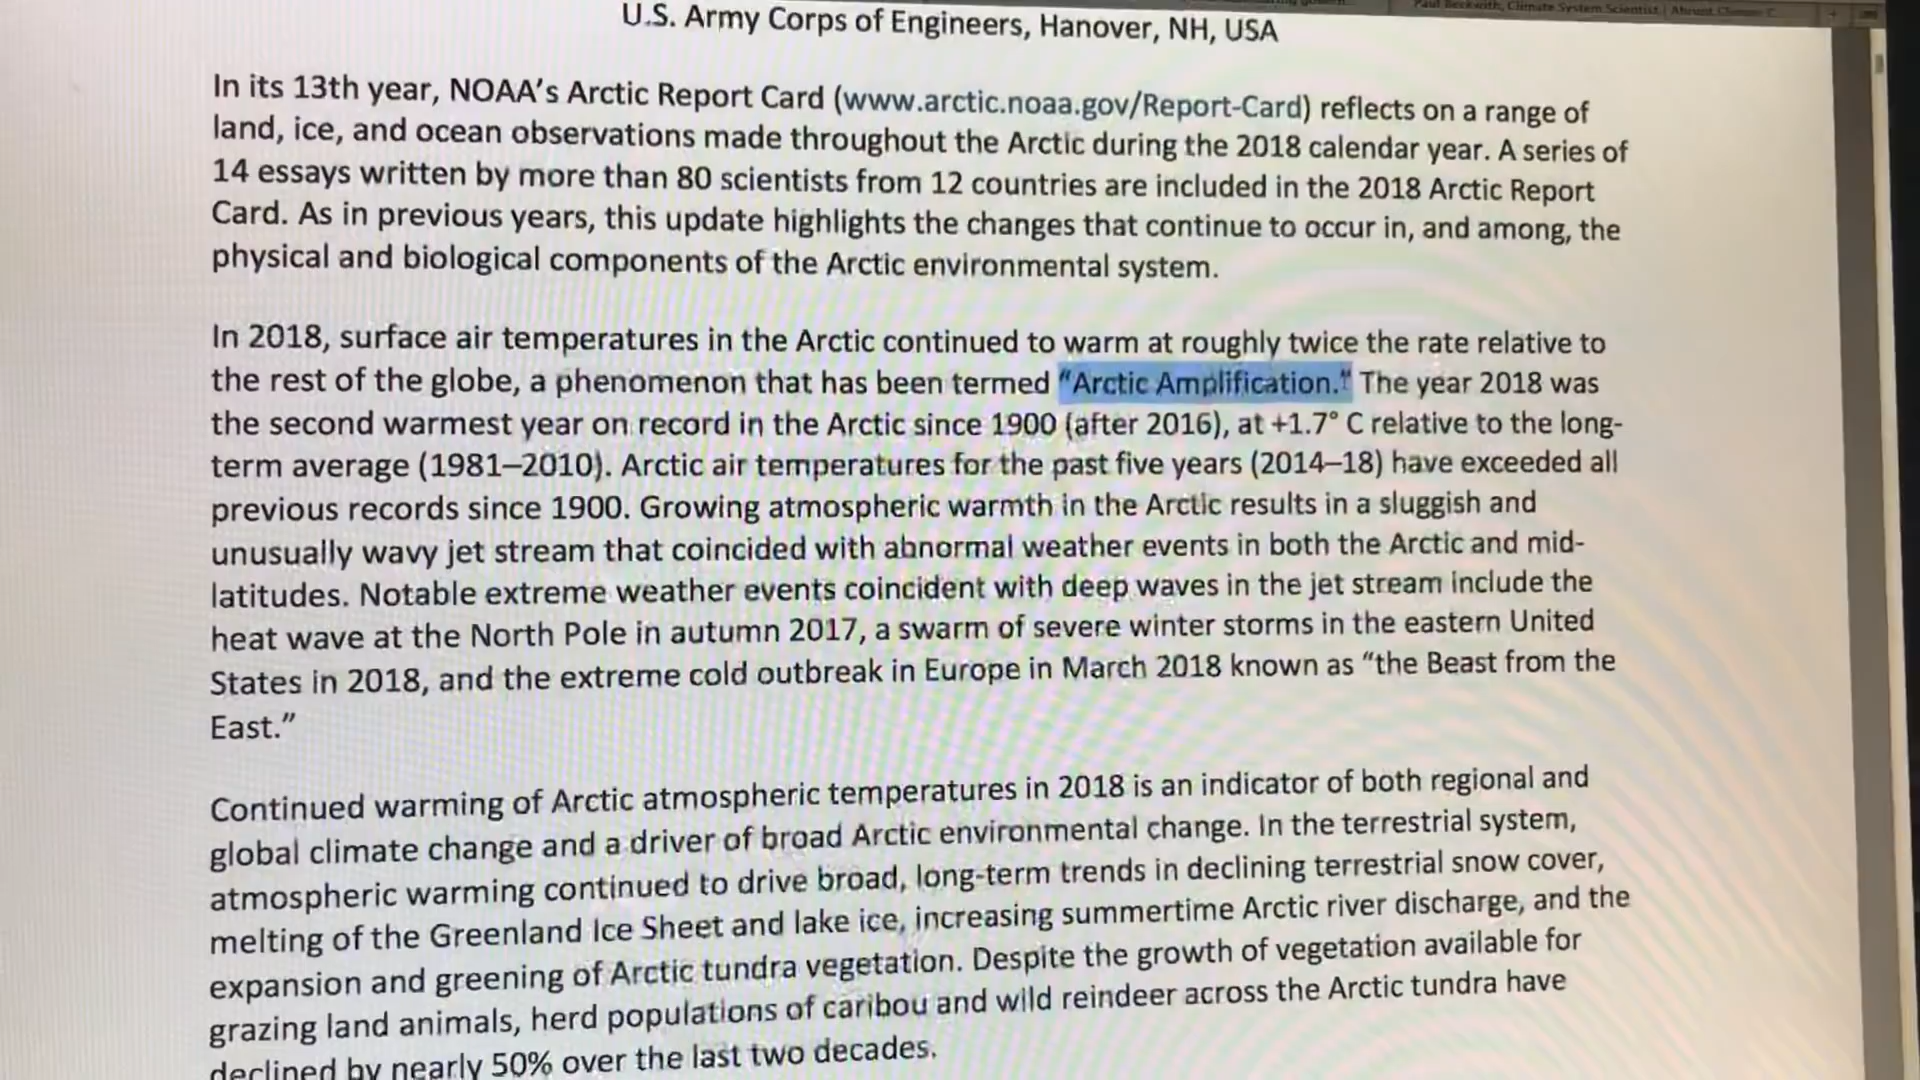 Paul Beckwith, Climate System Scientist | Abrupt Climate C
U.S. Army Corps of Engineers, Hanover, NH, USA
In its 13th year, NOAA’s Arctic Report Card (www.arctic.noaa.gov/Report-Card) reflects on a range of
land, ice, and ocean observations made throughout the Arctic during the 2018 calendar year. A series of
14 essays written by more than 80 scientists from 12 countries are included in the 2018 Arctic Report
Card. As in previous years, this update highlights the changes that continue to occur in, and among, the
physical and biological components of the Arctic environmental system.
In 2018, surface air temperatures in the Arctic continued to warm at roughly twice the rate relative to
the rest of the globe, a phenomenon that has been termed “Arctic Amplification.” The year 2018 was
the second warmest year on record in the Arctic since 1900 (after 2016), at +1.7° C relative to the long-
term average (1981–2010). Arctic air temperatures for the past five years (2014–18) have exceeded all
previous records since 1900. Growing atmospheric warmth in the Arctic results in a sluggish and
unusually wavy jet stream that coincided with abnormal weather events in both the Arctic and mid-
latitudes. Notable extreme weather events coincident with deep waves in the jet stream include the
heat wave at the North Pole in autumn 2017, a swarm of severe winter storms in the eastern United
States in 2018, and the extreme cold outbreak in Europe in March 2018 known as “the Beast from the
East.”
Continued warming of Arctic atmospheric temperatures in 2018 is an indicator of both regional and
global climate change and a driver of broad Arctic environmental change. In the terrestrial system,
atmospheric warming continued to drive broad, long-term trends in declining terrestrial snow cover,
melting of the Greenland Ice Sheet and lake ice, increasing summertime Arctic river discharge, and the
expansion and greening of Arctic tundra vegetation. Despite the growth of vegetation available for
grazing land animals, herd populations of caribou and wild reindeer across the Arctic tundra have
declined by nearly 50% over the last two decades.